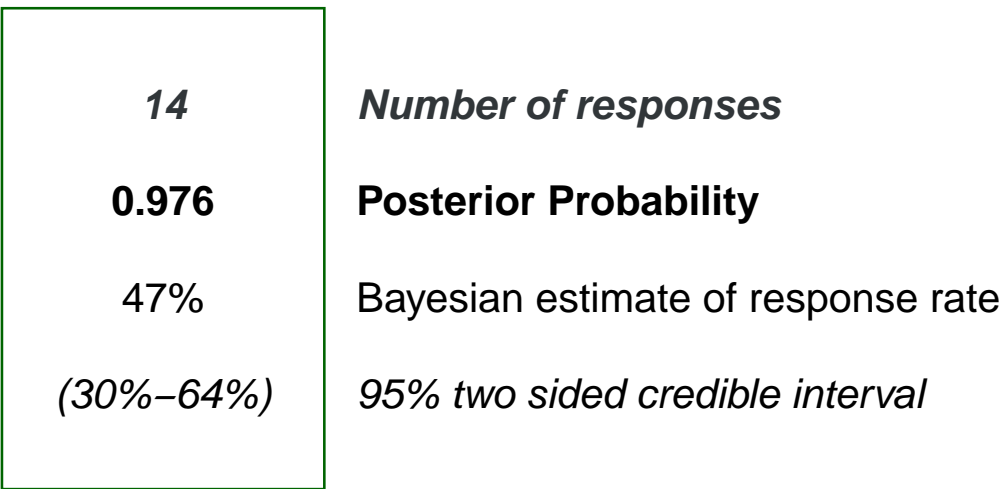 14 Number of responses
0.976 Posterior Probability
47% Bayesian estimate of response rate
(30%–64%) 95% two sided credible interval